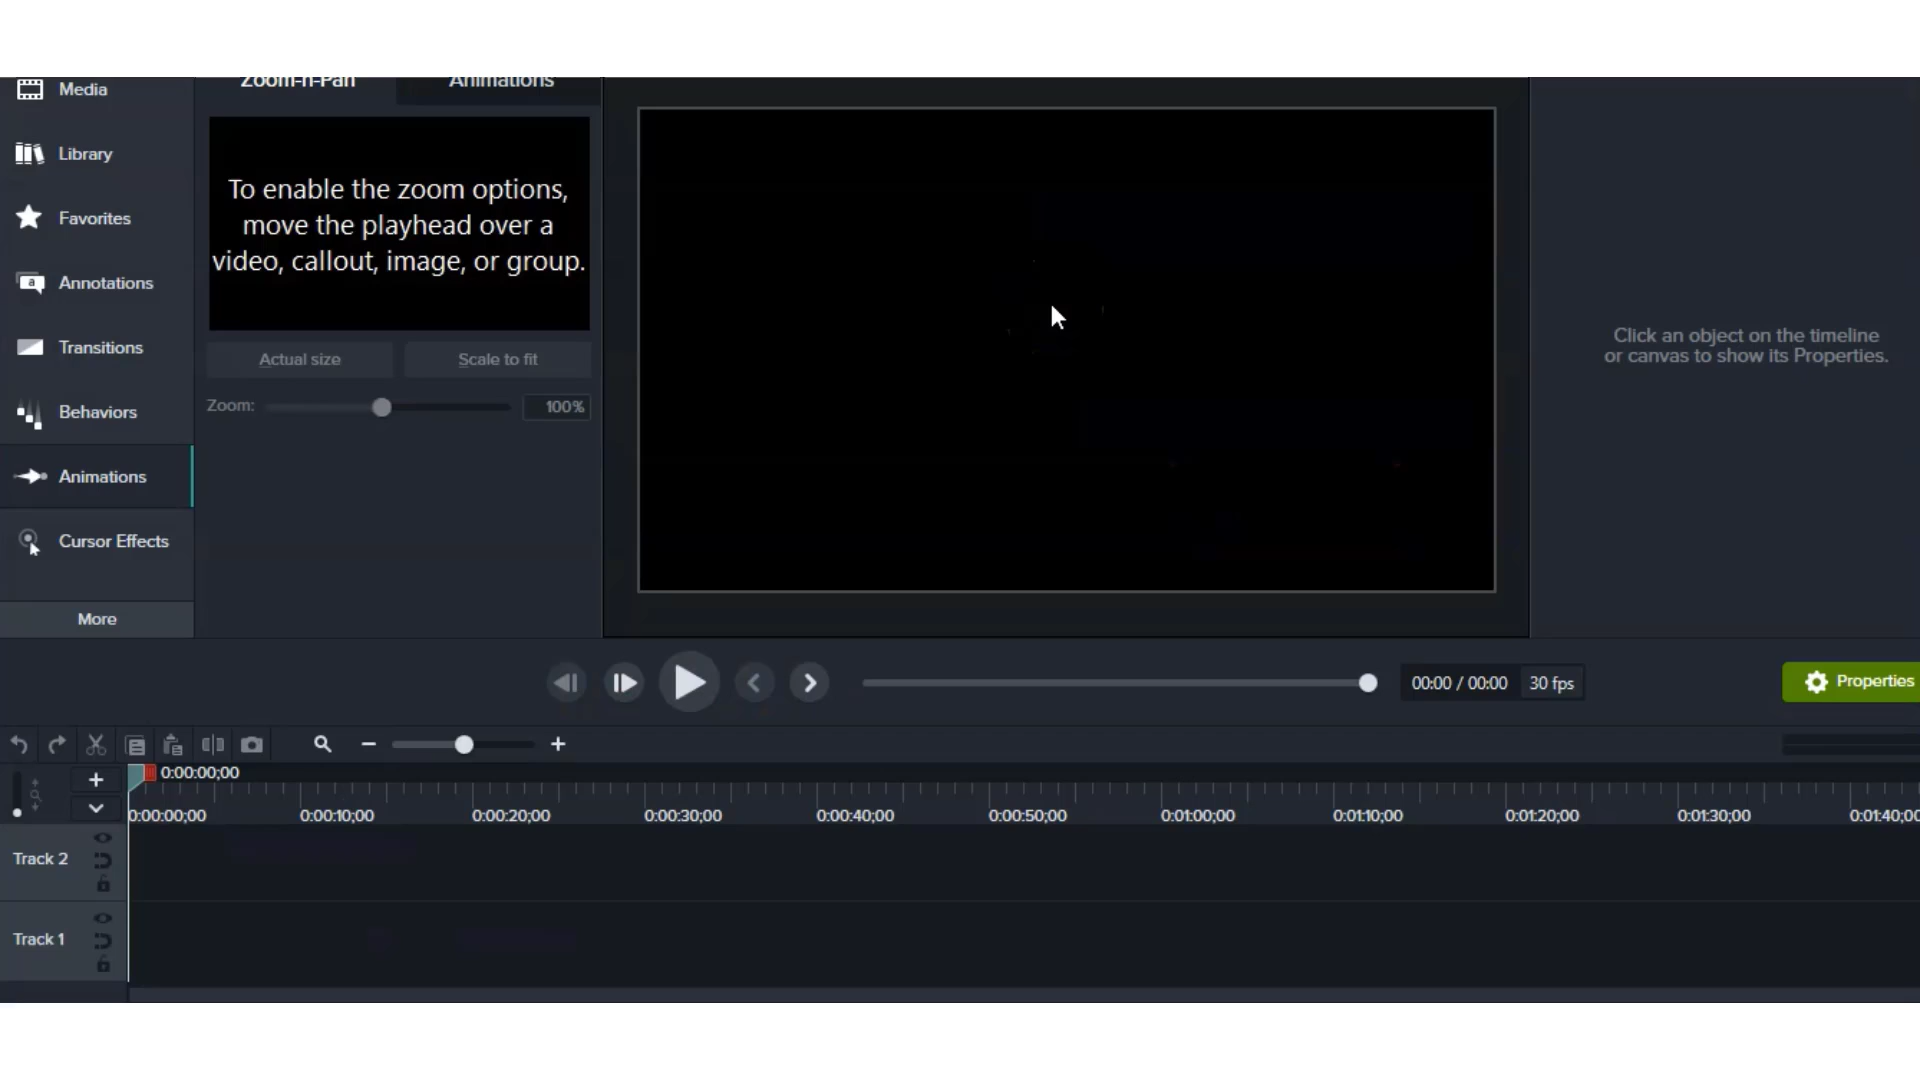 Media
Zoom-n-Pan
Animations
Library
Favorites
Annotations
Transitions
Behaviors
Animations
Cursor Effects
More
To enable the zoom options,
move the playhead over a
video, callout, image, or group.
Actual size
Scale to fit
Zoom:
100%
Click an object on the timeline
or canvas to show its Properties.
00:00 / 00:00
30 fps
Properties
0:00:00;00
0:00:00;00
0:00:10;00
0:00:20;00
0:00:30;00
0:00:40;00
0:00:50;00
0:01:00;00
0:01:10;00
0:01:20;00
0:01:30;00
0:01:40;00
Track 2
Track 1